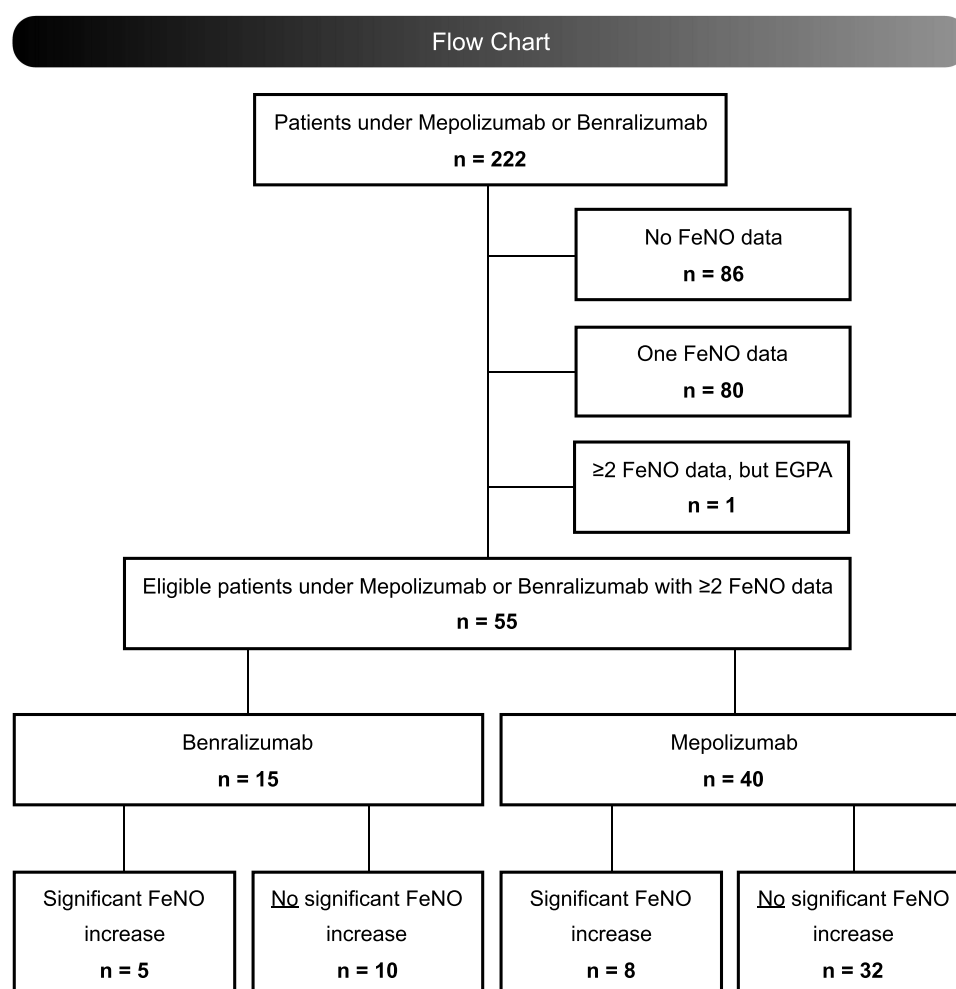 Flow Chart
Patients under Mepolizumab or Benralizumab
n = 222
No FeNO data
n = 86
One FeNO data
n = 80
≥2 FeNO data, but EGPA
n = 1
Eligible patients under Mepolizumab or Benralizumab with ≥2 FeNO data
n = 55
Benralizumab
n = 15
Mepolizumab
n = 40
Significant FeNO
increase
n = 5
No significant FeNO
increase
n = 10
Significant FeNO
increase
n = 8
No significant FeNO
increase
n = 32